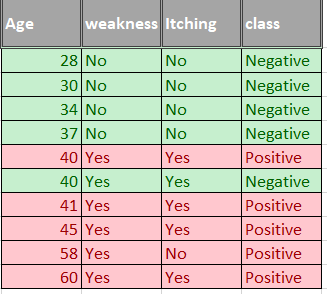 Age weakness Itching class
28 No No Negative
30 No No Negative
34 No No Negative
37 No No Negative
40 Yes Yes Positive
40 Yes Yes Negative
41 Yes Yes Positive
45 Yes Yes Positive
58 Yes No Positive
60 Yes Yes Positive